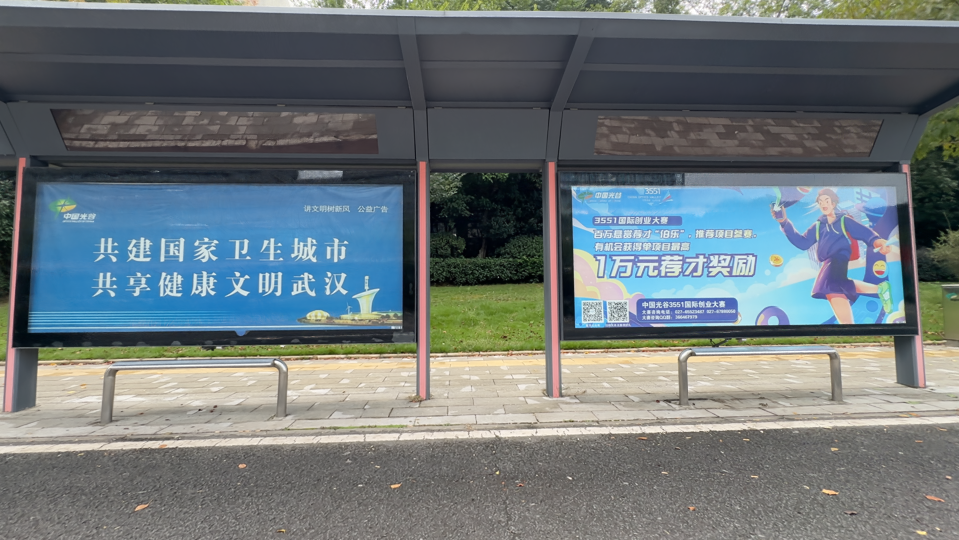 中国光谷
讲文明树新风 公益广告
共建国家卫生城市
共享健康文明武汉
中国光谷
3551
3551国际创业大赛
百万悬赏荐才“伯乐”,推荐项目参赛,
有机会获得单项目最高
1万元荐才奖励
中国光谷3551国际创业大赛